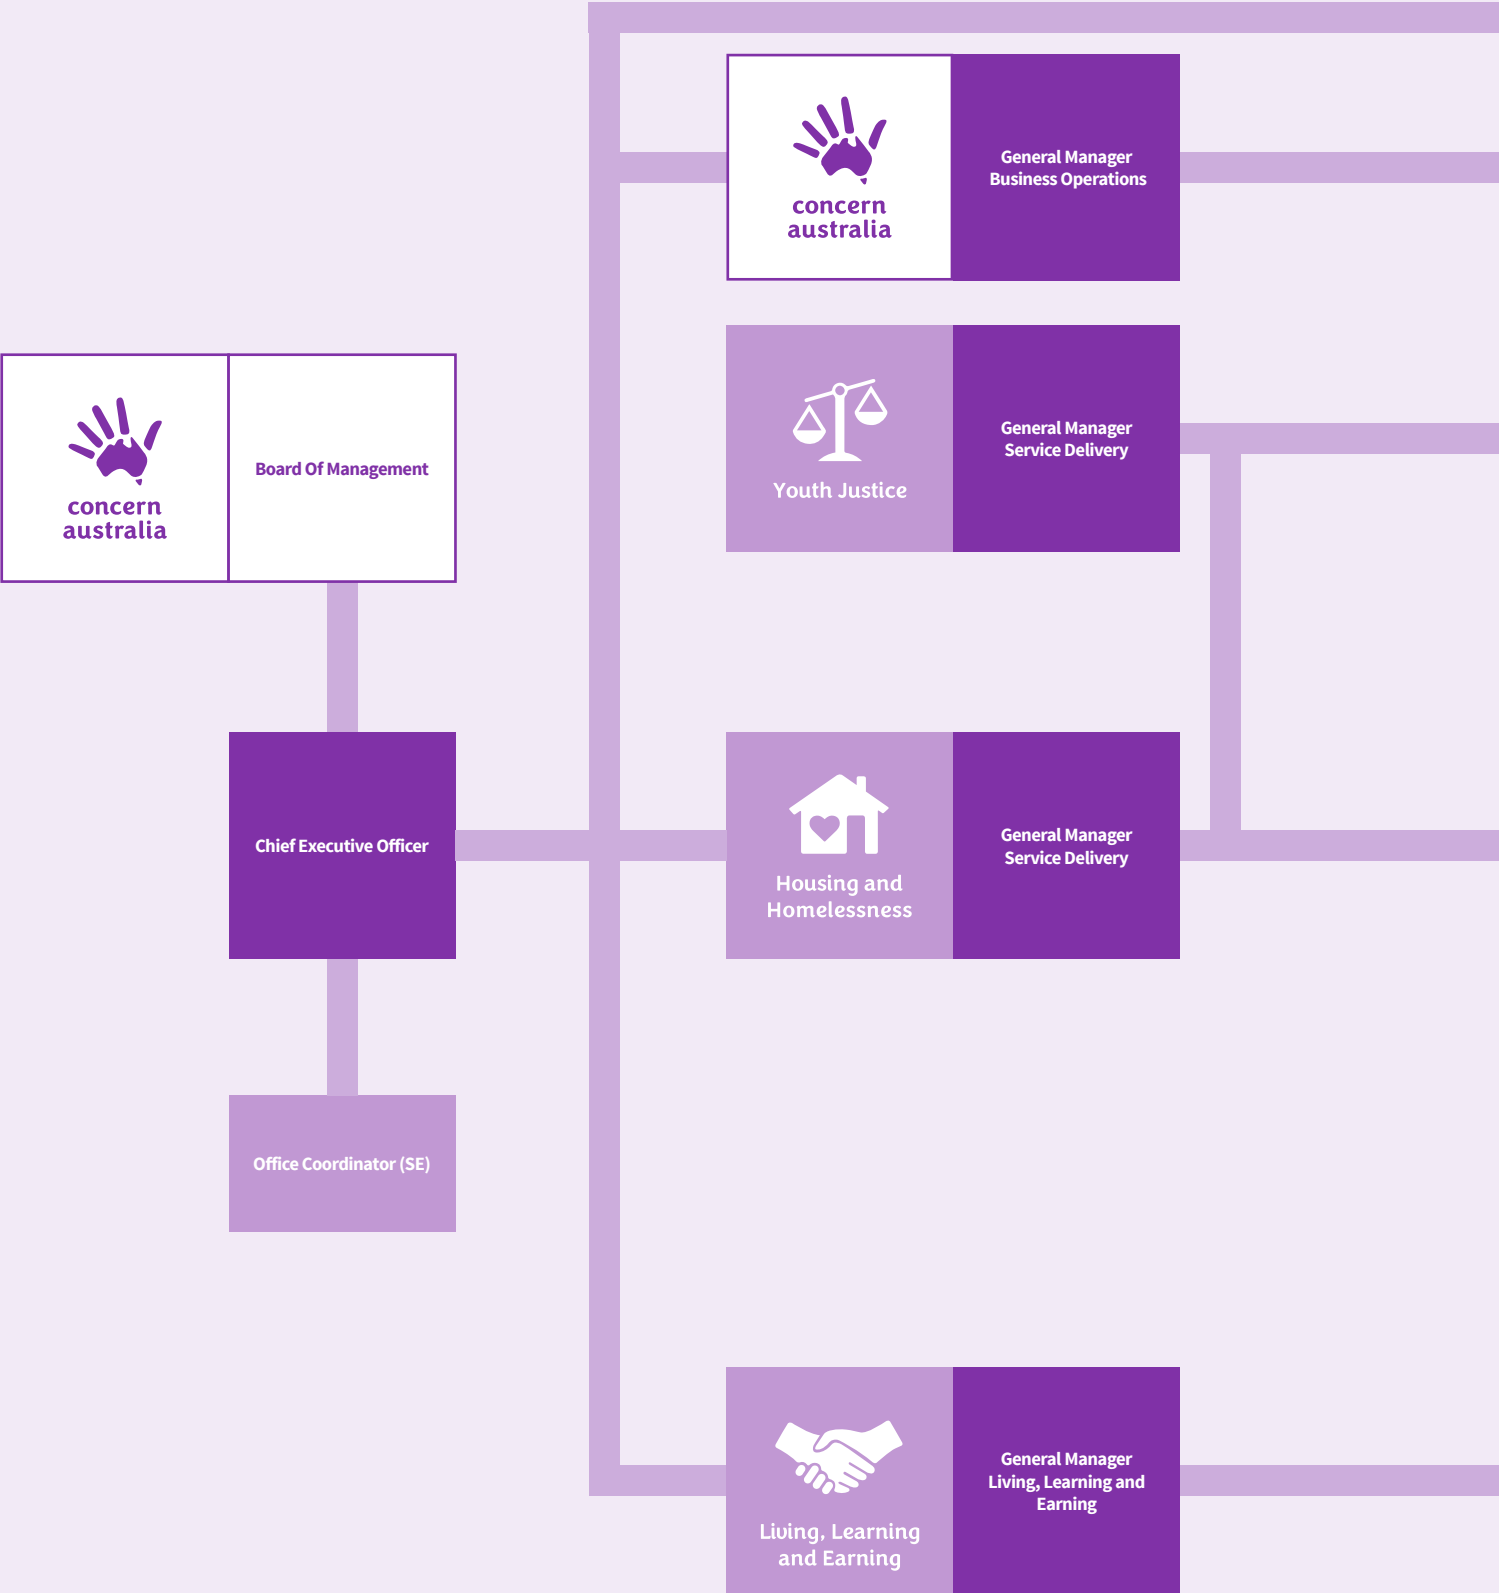 concern
australia
General Manager
Business Operations
Youth Justice
General Manager
Service Delivery
concern
australia
Board Of Management
Chief Executive Officer
Housing and
Homelessness
General Manager
Service Delivery
Office Coordinator (SE)
Living, Learning
and Earning
General Manager
Living, Learning and
Earning